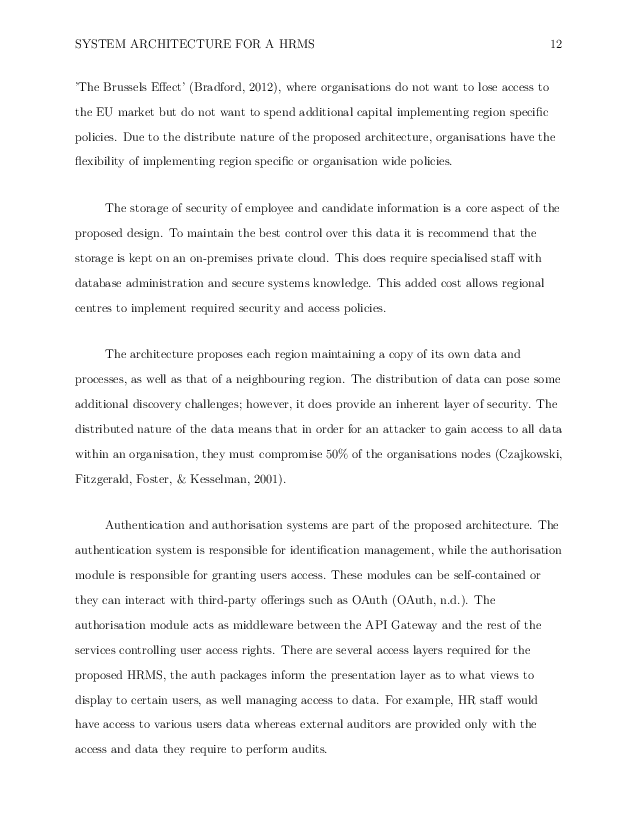 SYSTEM ARCHITECTURE FOR A HRMS 12
'The Brussels Effect' (Bradford, 2012), where organisations do not want to lose access to
the EU market but do not want to spend additional capital implementing region specific
policies. Due to the distribute nature of the proposed architecture, organisations have the
flexibility of implementing region specific or organisation wide policies.
The storage of security of employee and candidate information is a core aspect of the
proposed design. To maintain the best control over this data it is recommend that the
storage is kept on an on-premises private cloud. This does require specialised staff with
database administration and secure systems knowledge. This added cost allows regional
centres to implement required security and access policies.
The architecture proposes each region maintaining a copy of its own data and
processes, as well as that of a neighbouring region. The distribution of data can pose some
additional discovery challenges; however, it does provide an inherent layer of security. The
distributed nature of the data means that in order for an attacker to gain access to all data
within an organisation, they must compromise 50% of the organisations nodes (Czajkowski,
Fitzgerald, Foster, & Kesselman, 2001).
Authentication and authorisation systems are part of the proposed architecture. The
authentication system is responsible for identification management, while the authorisation
module is responsible for granting users access. These modules can be self-contained or
they can interact with third-party offerings such as OAuth (OAuth, n.d.). The
authorisation module acts as middleware between the API Gateway and the rest of the
services controlling user access rights. There are several access layers required for the
proposed HRMS, the auth packages inform the presentation layer as to what views to
display to certain users, as well managing access to data. For example, HR staff would
have access to various users data whereas external auditors are provided only with the
access and data they require to perform audits.